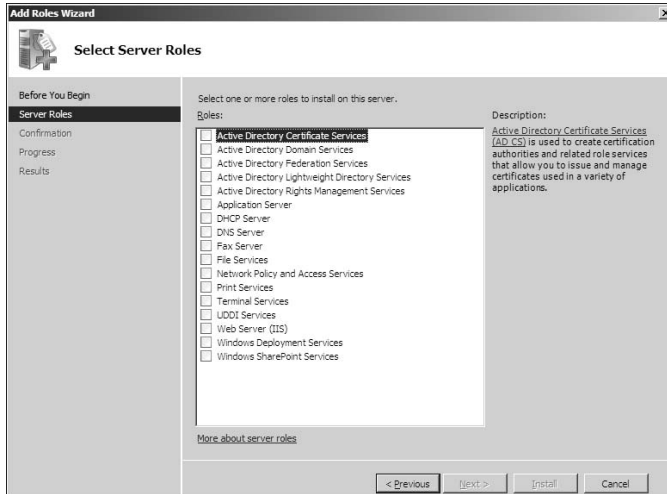 Add Roles Wizard
Select Server Roles
Before You Begin
Server Roles
Confirmation
Progress
Results
Select one or more roles to install on this server.
Roles:
Active Directory Certificate Services
Active Directory Domain Services
Active Directory Federation Services
Active Directory Lightweight Directory Services
Active Directory Rights Management Services
Application Server
DHCP Server
DNS Server
Fax Server
File Services
Network Policy and Access Services
Print Services
Terminal Services
UDDI Services
Web Server (IIS)
Windows Deployment Services
Windows SharePoint Services
More about server roles
Description:
Active Directory Certificate Services
(AD CS) is used to create certification
authorities and related role services
that allow you to issue and manage
certificates used in a variety of
applications.
< Previous
Next >
Install
Cancel